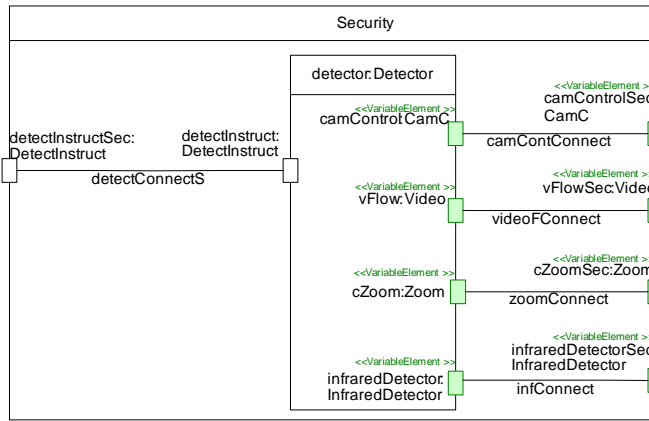 Security
detector:Detector
<<VariableElement >>
camControl:CamC
<<VariableElement >
camControlSec
CamC
camContConnect
detectInstructSec:
DetectInstruct
detectInstruct:
DetectInstruct
detectConnectS
<<VariableElement >>
vFlow:Video
<<VariableElement >
vFlowSec:Video
videoFConnect
<<VariableElement >>
cZoom:Zoom
<<VariableElement >
cZoomSec:Zoom
zoomConnect
<<VariableElement >>
infraredDetector:
InfraredDetector
<<VariableElement >
infraredDetectorSec
InfraredDetector
infConnect